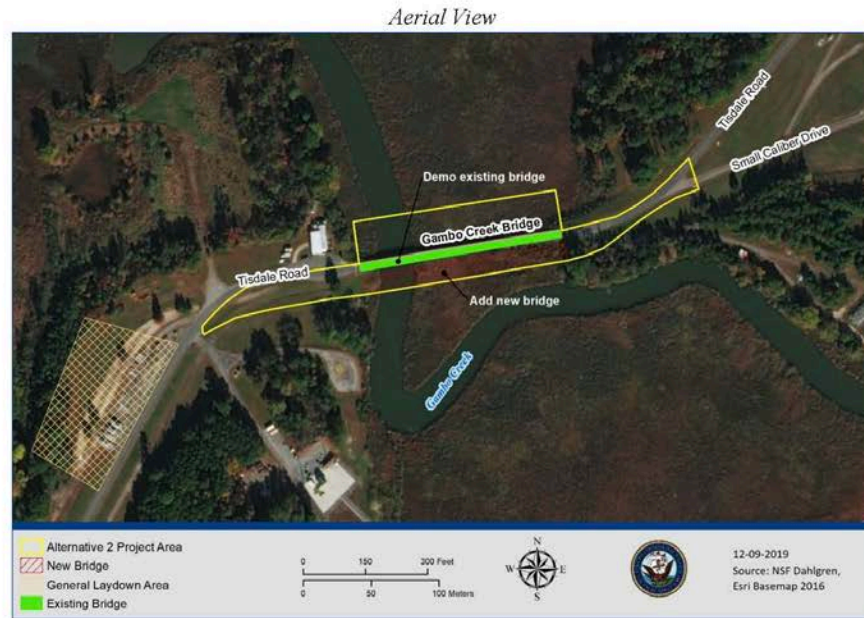 Aerial View
Tisdale Road
Small Caliber Drive
Demo existing bridge
Gambo Creek Bridge
Tisdale Road
Add new bridge
Gambo Creek
Alternative 2 Project Area
New Bridge
General Laydown Area
Existing Bridge
0 150 200 Feet
0 50 100 Meters
N
W E
S
12-09-2019
Source: NSF Dahlgren,
Esri Basemap 2016